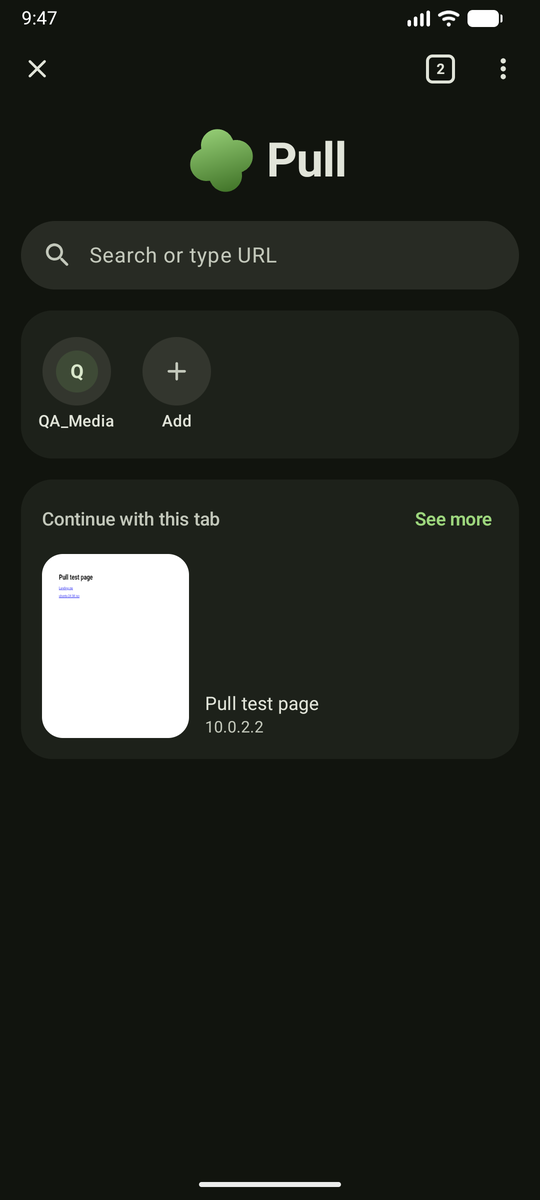 9:47
2
Pull
Search or type URL
Q
QA_Media
Add
Continue with this tab
See more
Pull test page
Pull test page
10.0.2.2